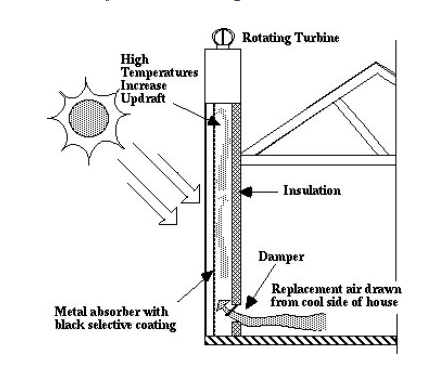 Rotating Turbine
High
Temperatures
Increase
Updraft
Insulation
Damper
Replacement air drawn
from cool side of house
Metal absorber with
black selective coating